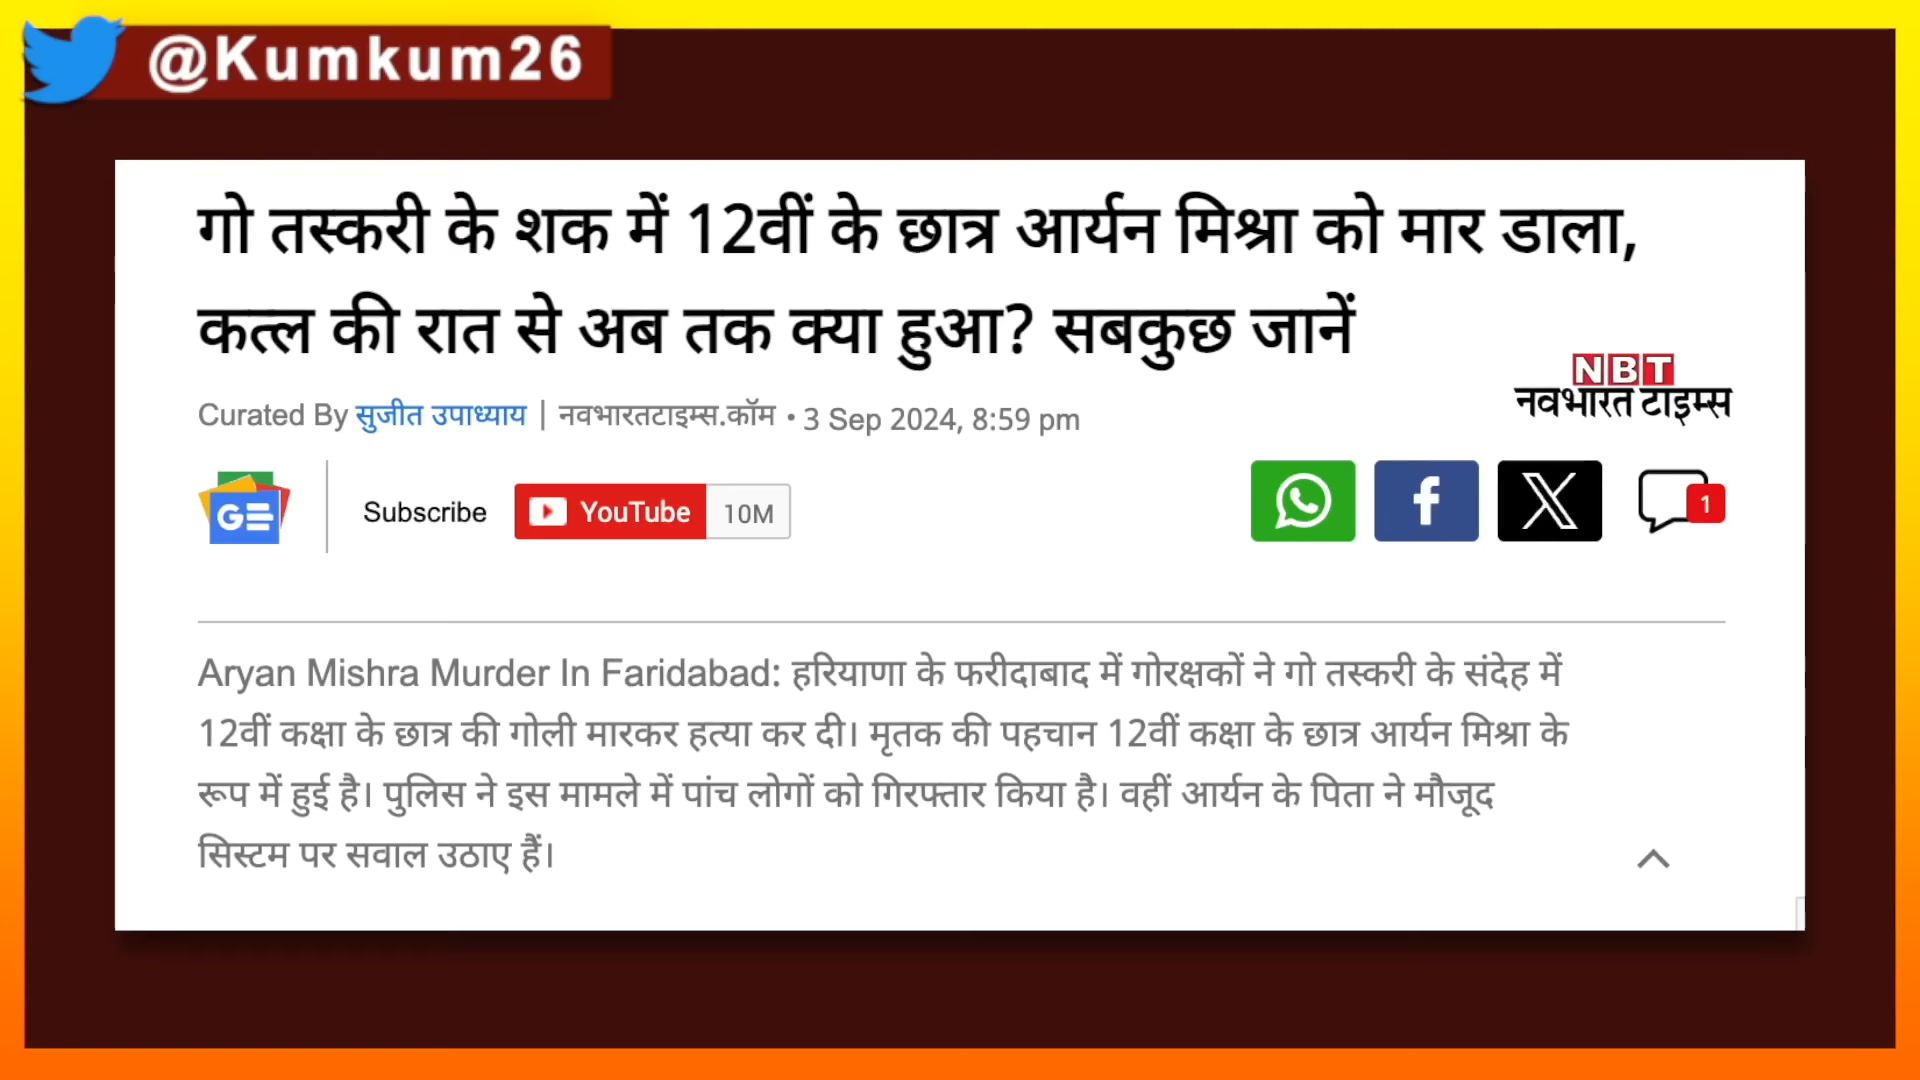 @Kumkum26
गो तस्करी के शक में 12वीं के छात्र आर्यन मिश्रा को मार डाला,
कत्ल की रात से अब तक क्या हुआ? सबकुछ जानें
NBT
नवभारत टाइम्स
Curated By सुजीत उपाध्याय | नवभारतटाइम्स.कॉम • 3 Sep 2024, 8:59 pm
GE Subscribe YouTube 10M f X 1
Aryan Mishra Murder In Faridabad: हरियाणा के फरीदाबाद में गोरक्षकों ने गो तस्करी के संदेह में
12वीं कक्षा के छात्र की गोली मारकर हत्या कर दी। मृतक की पहचान 12वीं कक्षा के छात्र आर्यन मिश्रा के
रूप में हुई है। पुलिस ने इस मामले में पांच लोगों को गिरफ्तार किया है। वहीं आर्यन के पिता ने मौजूद
सिस्टम पर सवाल उठाए हैं।